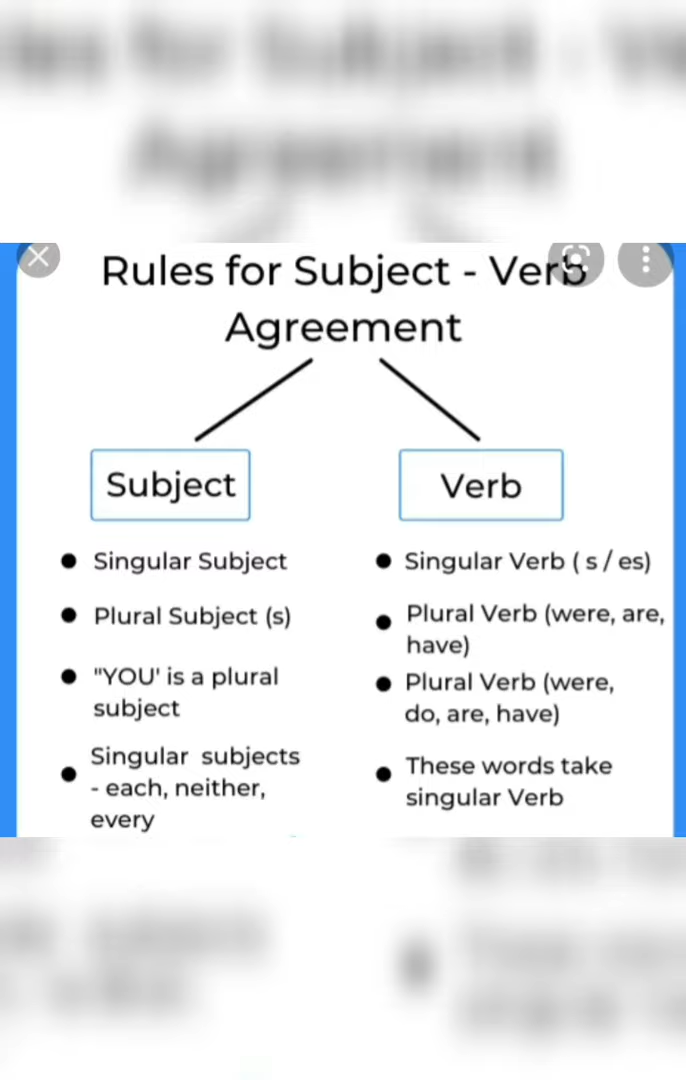 Rules for Subject - Verb
Agreement
Subject
Verb
Singular Subject
Singular Verb ( s / es)
Plural Subject (s)
Plural Verb (were, are,
have)
"YOU' is a plural
subject
Plural Verb (were,
do, are, have)
Singular subjects
- each, neither,
every
These words take
singular Verb